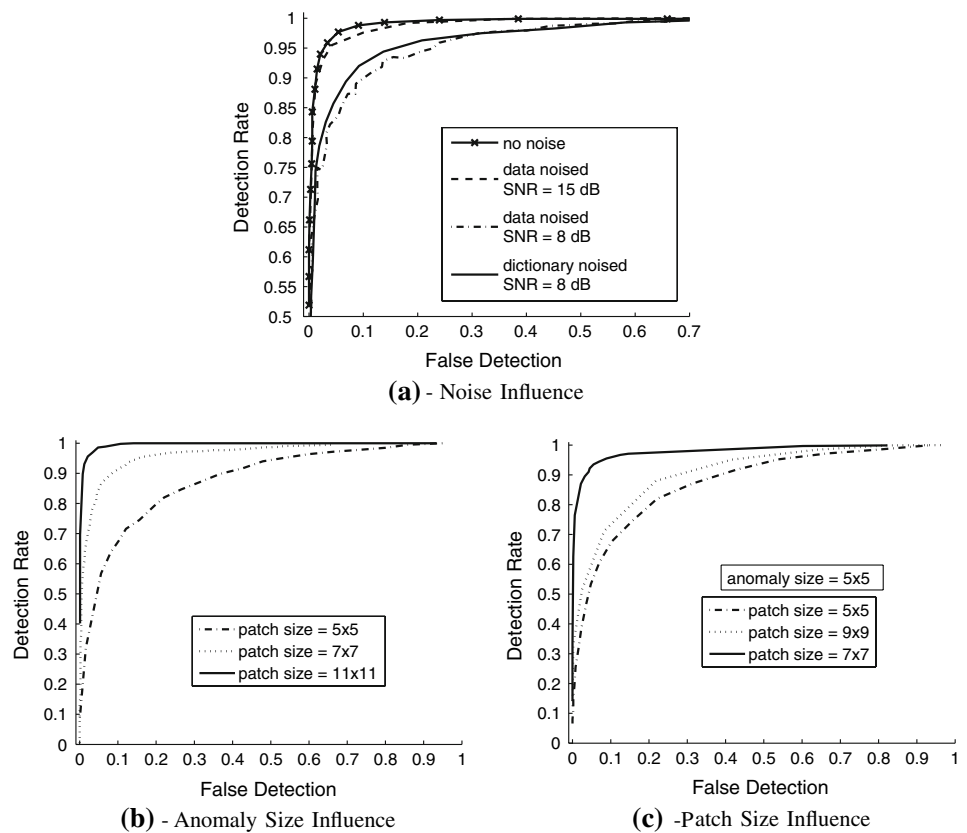 1
0.95
0.9
0.85
0.8
0.75
0.7
0.65
0.6
0.55
0.5
Detection Rate
no noise
data noised
SNR = 15 dB
data noised
SNR = 8 dB
dictionary noised
SNR = 8 dB
0 0.1 0.2 0.3 0.4 0.5 0.6 0.7
False Detection
(a) - Noise Influence
1
0.9
0.8
0.7
0.6
0.5
0.4
0.3
0.2
0.1
0
Detection Rate
patch size = 5x5
patch size = 7x7
patch size = 11x11
0 0.1 0.2 0.3 0.4 0.5 0.6 0.7 0.8 0.9 1
False Detection
(b) - Anomaly Size Influence
1
0.9
0.8
0.7
0.6
0.5
0.4
0.3
0.2
0.1
0
Detection Rate
anomaly size = 5x5
patch size = 5x5
patch size = 9x9
patch size = 7x7
0 0.1 0.2 0.3 0.4 0.5 0.6 0.7 0.8 0.9 1
False Detection
(c) -Patch Size Influence